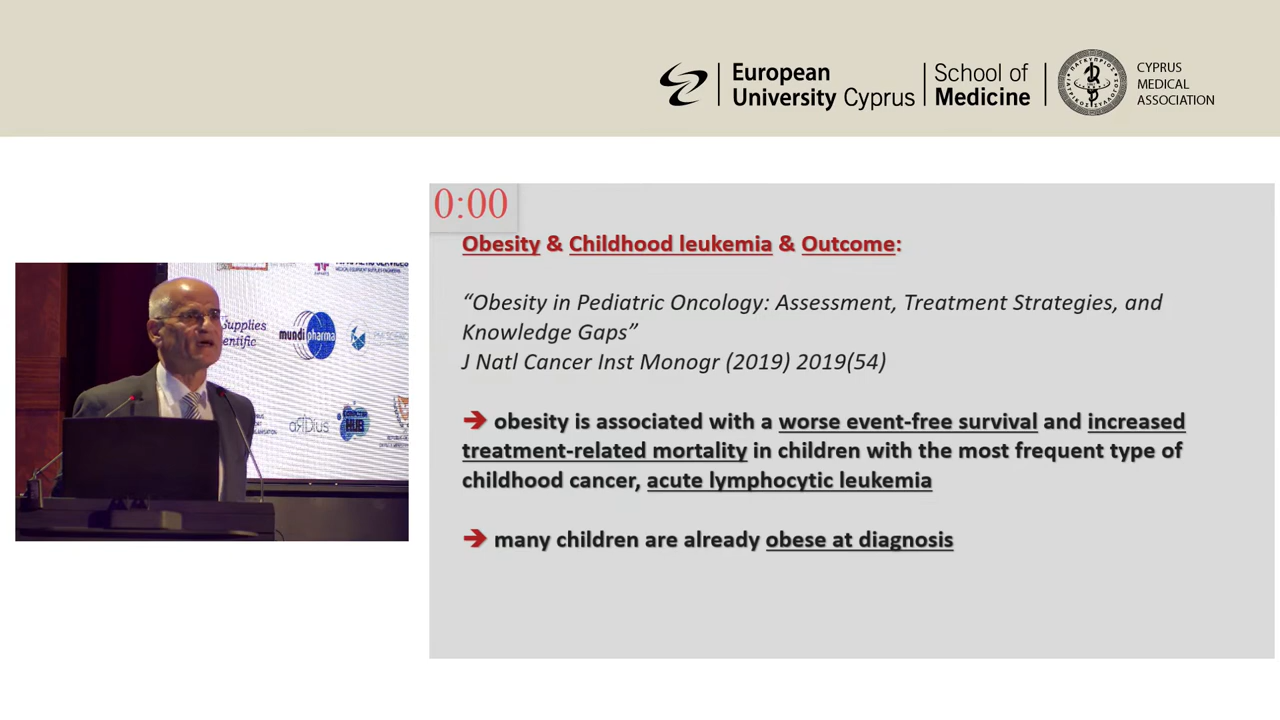 European
University Cyprus
School of
Medicine
CYPRUS
MEDICAL
ASSOCIATION
0:00
Obesity & Childhood leukemia & Outcome:
“Obesity in Pediatric Oncology: Assessment, Treatment Strategies, and
Knowledge Gaps”
J Natl Cancer Inst Monogr (2019) 2019(54)
➔ obesity is associated with a worse event-free survival and increased
treatment-related mortality in children with the most frequent type of
childhood cancer, acute lymphocytic leukemia
➔ many children are already obese at diagnosis
Supplies
mundipharma
HUB